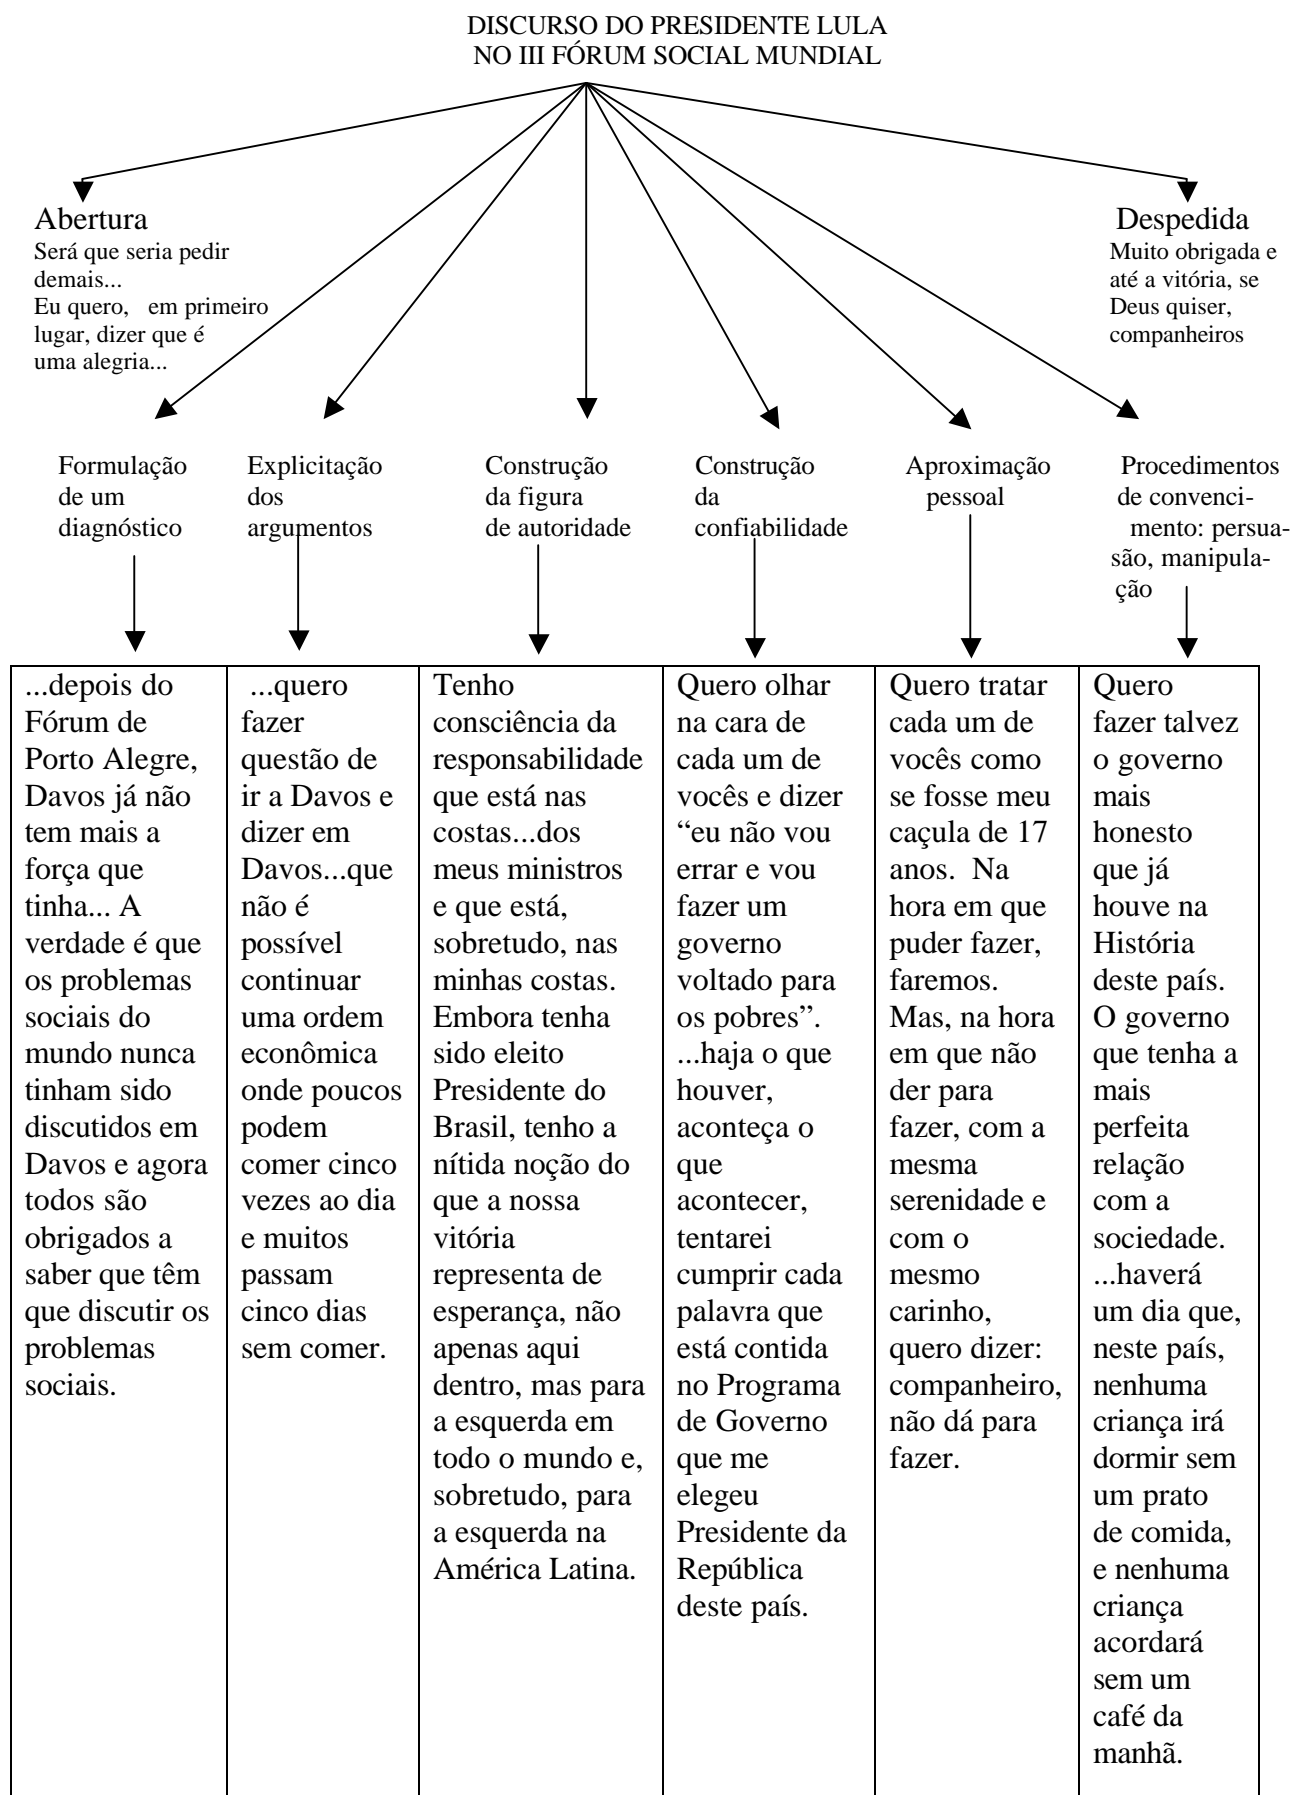 DISCURSO DO PRESIDENTE LULA
NO III FÓRUM SOCIAL MUNDIAL
Abertura
Será que seria pedir
demais...
Eu quero, em primeiro
lugar, dizer que é
uma alegria...
Despedida
Muito obrigada e
até a vitória, se
Deus quiser,
companheiros
Formulação
de um
diagnóstico
Explicitação
dos
argumentos
Construção
da figura
de autoridade
Construção
da
confiabilidade
Aproximação
pessoal
Procedimentos
de convenci-
mento: persua-
são, manipula-
ção
...depois do
Fórum de
Porto Alegre,
Davos já não
tem mais a
força que
tinha... A
verdade é que
os problemas
sociais do
mundo nunca
tinham sido
discutidos em
Davos e agora
todos são
obrigados a
saber que têm
que discutir os
problemas
sociais.
...quero
fazer
questão de
ir a Davos e
dizer em
Davos...que
não é
possível
continuar
uma ordem
econômica
onde poucos
podem
comer cinco
vezes ao dia
e muitos
passam
cinco dias
sem comer.
Tenho
consciência da
responsabilidade
que está nas
costas...dos
meus ministros
e que está,
sobretudo, nas
minhas costas.
Embora tenha
sido eleito
Presidente do
Brasil, tenho a
nítida noção do
que a nossa
vitória
representa de
esperança, não
apenas aqui
dentro, mas para
a esquerda em
todo o mundo e,
sobretudo, para
a esquerda na
América Latina.
Quero olhar
na cara de
cada um de
vocês e dizer
“eu não vou
errar e vou
fazer um
governo
voltado para
os pobres”.
...haja o que
houver,
aconteça o
que
acontecer,
tentarei
cumprir cada
palavra que
está contida
no Programa
de Governo
que me
elegeu
Presidente da
República
deste país.
Quero tratar
cada um de
vocês como
se fosse meu
caçula de 17
anos. Na
hora em que
puder fazer,
faremos.
Mas, na hora
em que não
der para
fazer, com a
mesma
serenidade e
com o
mesmo
carinho,
quero dizer:
companheiro,
não dá para
fazer.
Quero
fazer talvez
o governo
mais
honesto
que já
houve na
História
deste país.
O governo
que tenha a
mais
perfeita
relação
com a
sociedade.
...haverá
um dia que,
neste país,
nenhuma
criança irá
dormir sem
um prato
de comida,
e nenhuma
criança
acordará
sem um
café da
manhã.